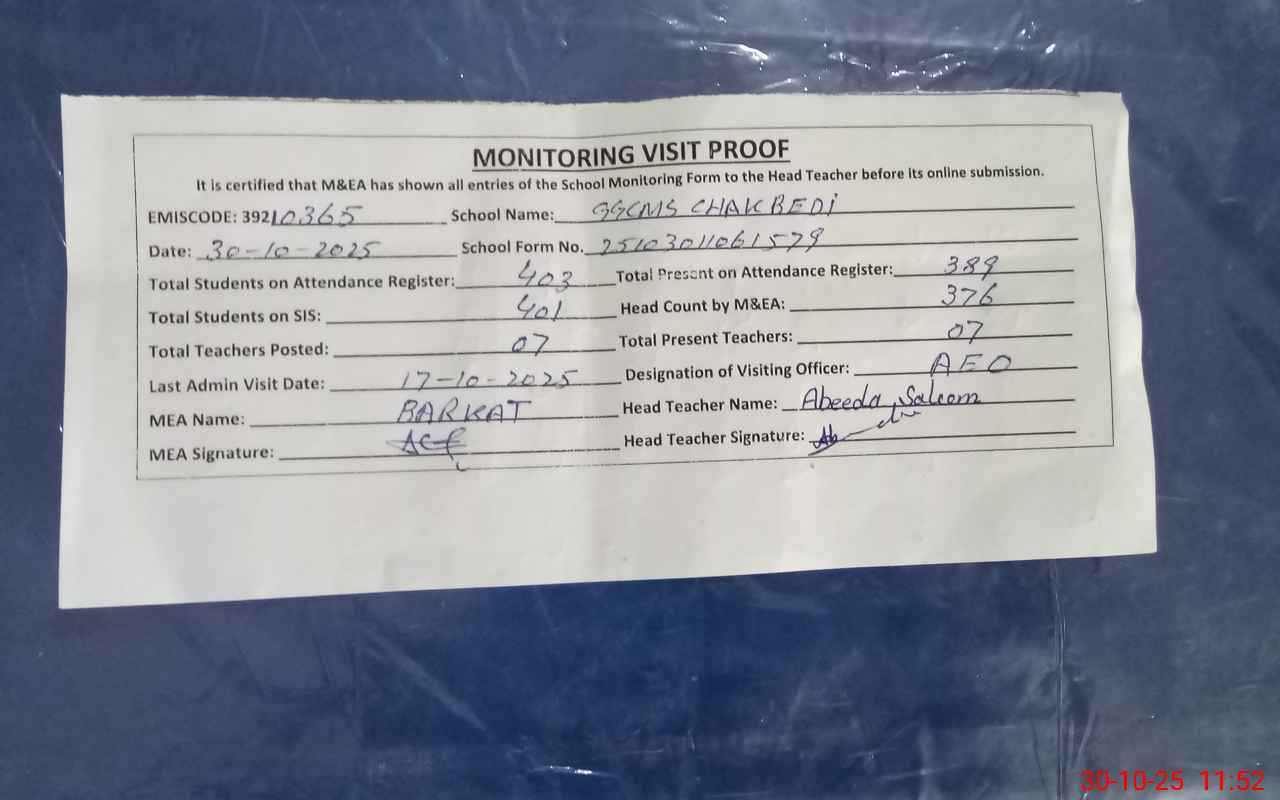 MONITORING VISIT PROOF
It is certified that M&EA has shown all entries of the School Monitoring Form to the Head Teacher before its online submission.
EMISCODE: 39210365 School Name: GGCMS CHAKBEDI
Date: 30-10-2025 School Form No. 25103011061579
Total Students on Attendance Register: 403 Total Present on Attendance Register: 389
Total Students on SIS: 401 Head Count by M&EA: 376
Total Teachers Posted: 07 Total Present Teachers: 07
Last Admin Visit Date: 17-10-2025 Designation of Visiting Officer: AEO
MEA Name: BARKAT Head Teacher Name: Abeeda Saleem
MEA Signature: Head Teacher Signature:
30-10-25 11:52